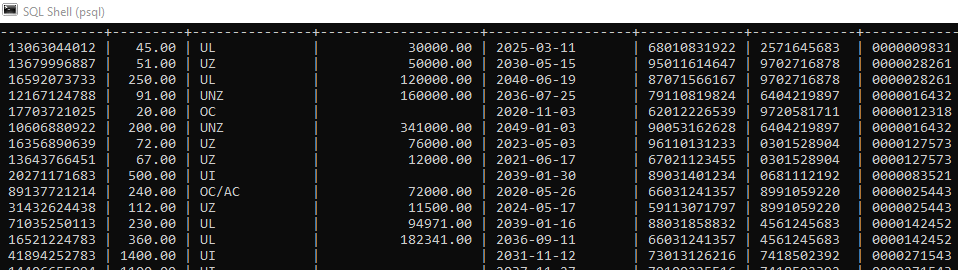 SQL Shell (psql)
-------------+---------+---------------+--------------------+------------------+-------------+------------+------------
13063044012 | 45.00 | UL | 30000.00 | 2025-03-11 | 68010831922 | 2571645683 | 0000009831
13679996887 | 51.00 | UZ | 50000.00 | 2030-05-15 | 95011614647 | 9702716878 | 0000028261
16592073733 | 250.00 | UL | 120000.00 | 2040-06-19 | 87071566167 | 9702716878 | 0000028261
12167124788 | 91.00 | UNZ | 160000.00 | 2036-07-25 | 79110819824 | 6404219897 | 0000016432
17703721025 | 20.00 | OC | | 2020-11-03 | 62012226539 | 9720581711 | 0000012318
10606880922 | 200.00 | UNZ | 341000.00 | 2049-01-03 | 90053162628 | 6404219897 | 0000016432
16356890639 | 72.00 | UZ | 76000.00 | 2023-05-03 | 96110131233 | 0301528904 | 0000127573
13643766451 | 67.00 | UZ | 12000.00 | 2021-06-17 | 67021123455 | 0301528904 | 0000127573
20271171683 | 500.00 | UI | | 2039-01-30 | 89031401234 | 0681112192 | 0000083521
89137721214 | 240.00 | OC/AC | 72000.00 | 2020-05-26 | 66031241357 | 8991059220 | 0000025443
31432624438 | 112.00 | UZ | 11500.00 | 2024-05-17 | 59113071797 | 8991059220 | 0000025443
71035250113 | 230.00 | UL | 94971.00 | 2039-01-16 | 88031858832 | 4561245683 | 0000142452
16521224783 | 360.00 | UL | 182341.00 | 2036-09-11 | 66031241357 | 4561245683 | 0000142452
41894252783 | 1400.00 | UI | | 2031-11-12 | 73013126216 | 7418502392 | 0000271543